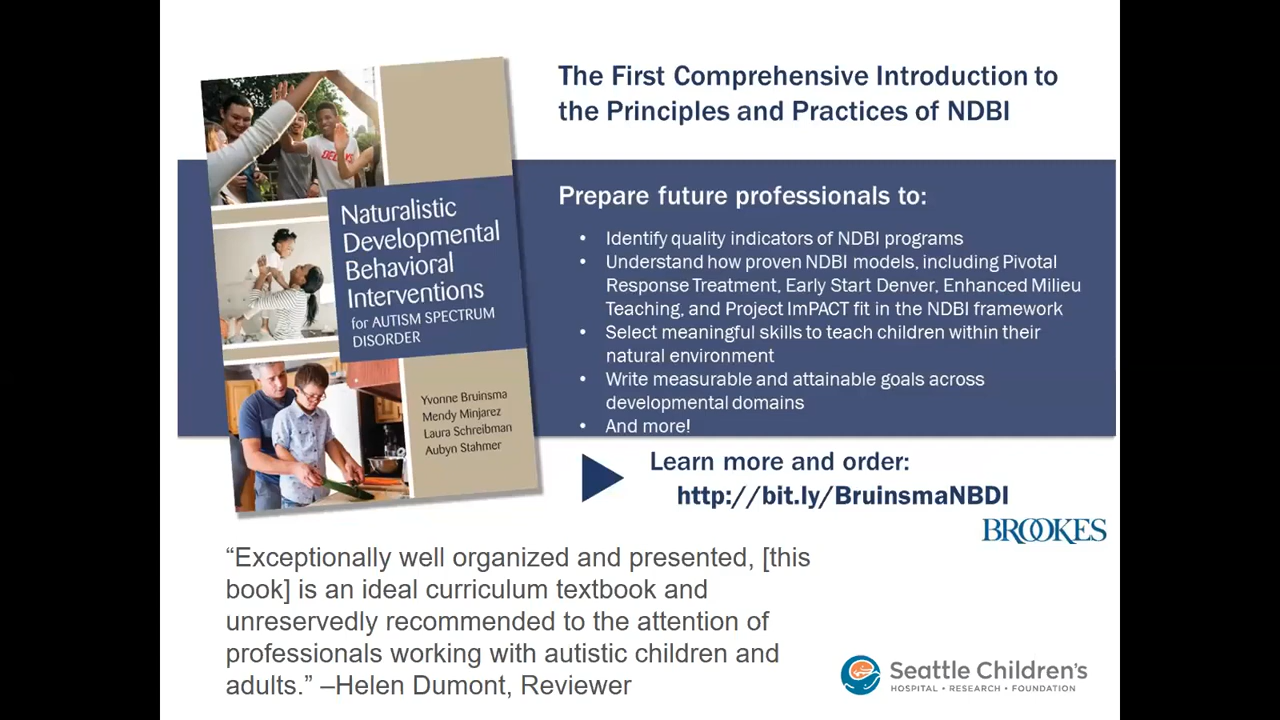 The First Comprehensive Introduction to
the Principles and Practices of NDBI
Naturalistic
Developmental
Behavioral
Interventions
for AUTISM SPECTRUM
DISORDER
Yvonne Bruinsma
Mendy Minjarez
Laura Schreibman
Aubyn Stahmer
Prepare future professionals to:
• Identify quality indicators of NDBI programs
• Understand how proven NDBI models, including Pivotal
Response Treatment, Early Start Denver, Enhanced Milieu
Teaching, and Project ImPACT fit in the NDBI framework
• Select meaningful skills to teach children within their
natural environment
• Write measurable and attainable goals across
developmental domains
• And more!
Learn more and order:
http://bit.ly/BruinsmaNBDI
BROOKES
“Exceptionally well organized and presented, [this
book] is an ideal curriculum textbook and
unreservedly recommended to the attention of
professionals working with autistic children and
adults.” –Helen Dumont, Reviewer
Seattle Children's
HOSPITAL • RESEARCH • FOUNDATION